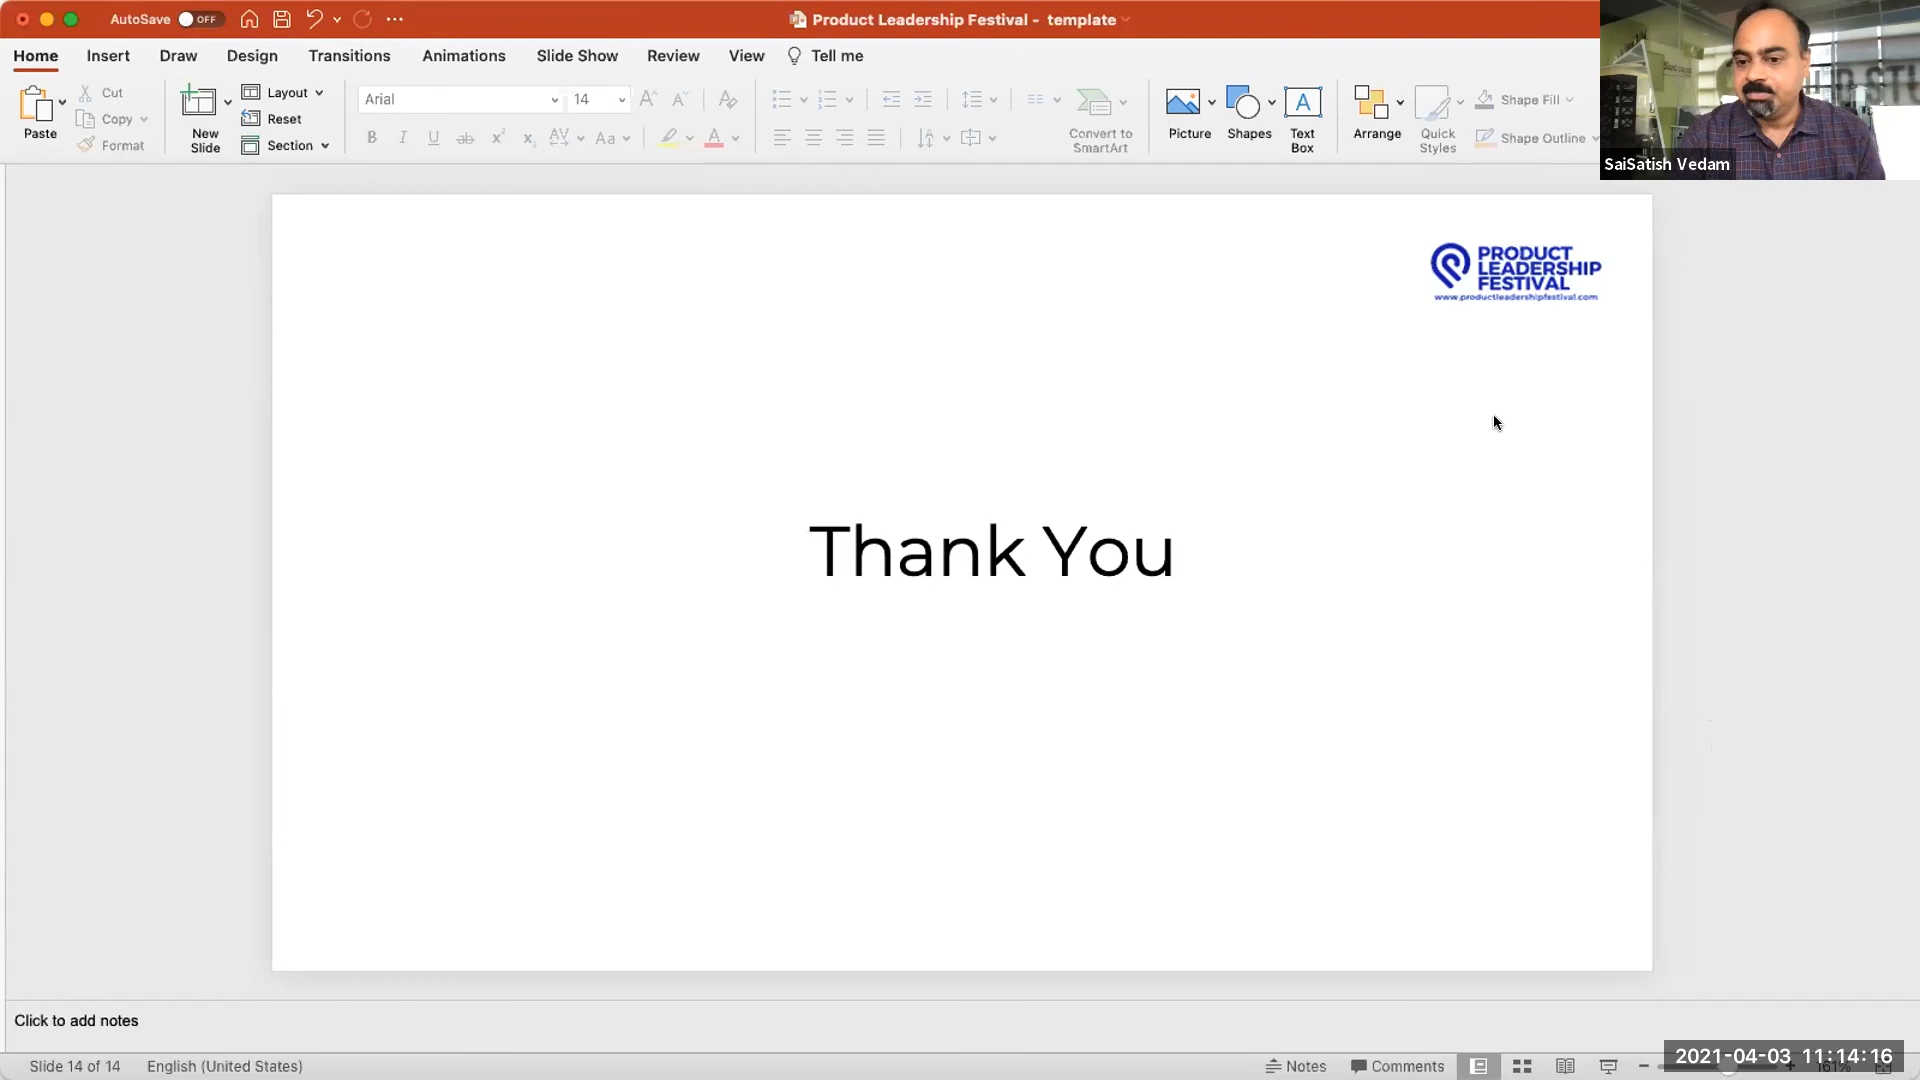 AutoSave OFF
Product Leadership Festival - template
Home Insert Draw Design Transitions Animations Slide Show Review View Tell me
Paste
Cut
Copy
Format
New
Slide
Layout
Reset
Section
Arial 14
Convert to
SmartArt
Picture
Shapes
Text
Box
Arrange
Quick
Styles
Shape Fill
Shape Outline
SaiSatish Vedam
PRODUCT
LEADERSHIP
FESTIVAL
www.productleadershipfestival.com
Thank You
Click to add notes
Slide 14 of 14 English (United States) Notes Comments 161%
2021-04-03 11:14:16